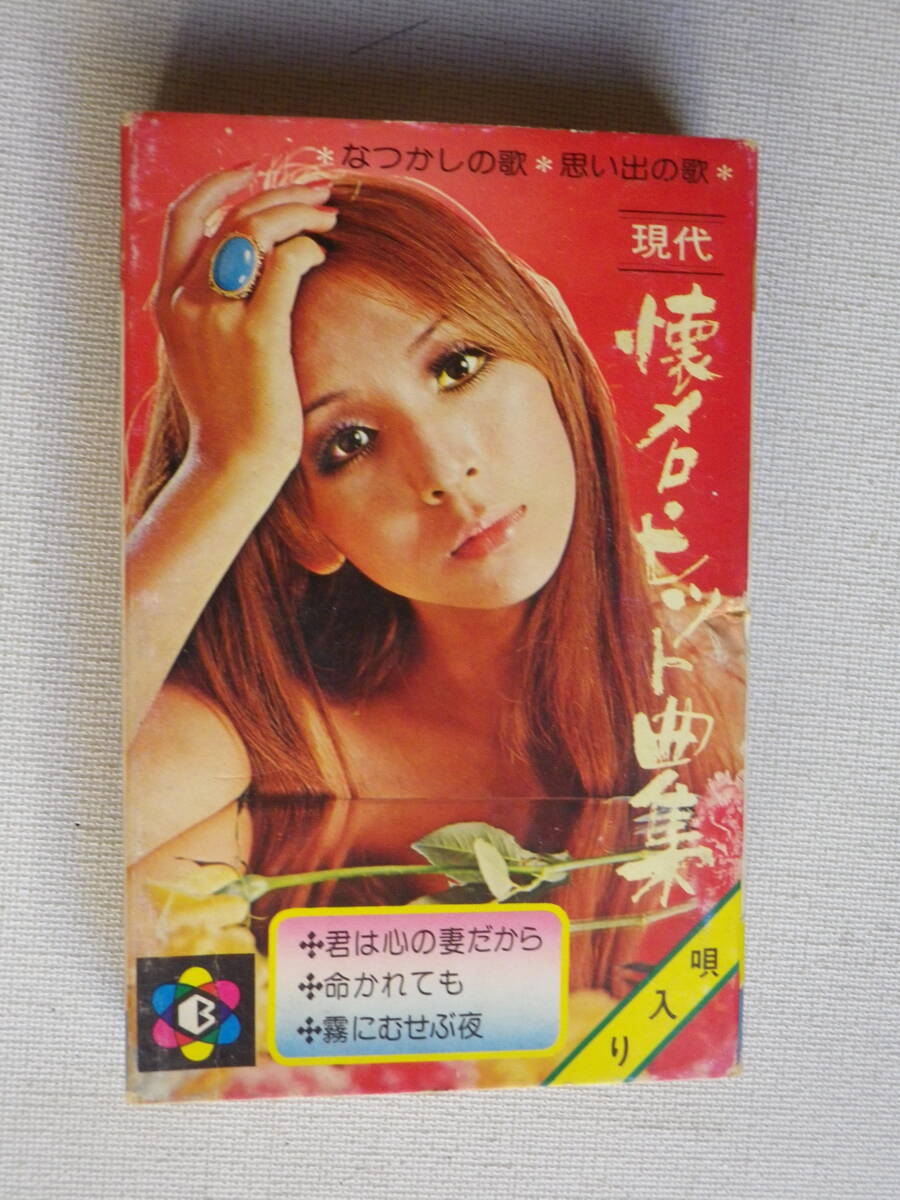 *なつかしの歌*思い出の歌*
現代
懐メロ・ヒット曲集
君は心の妻だから
命かれても
霧にむせぶ夜
唄入り
B